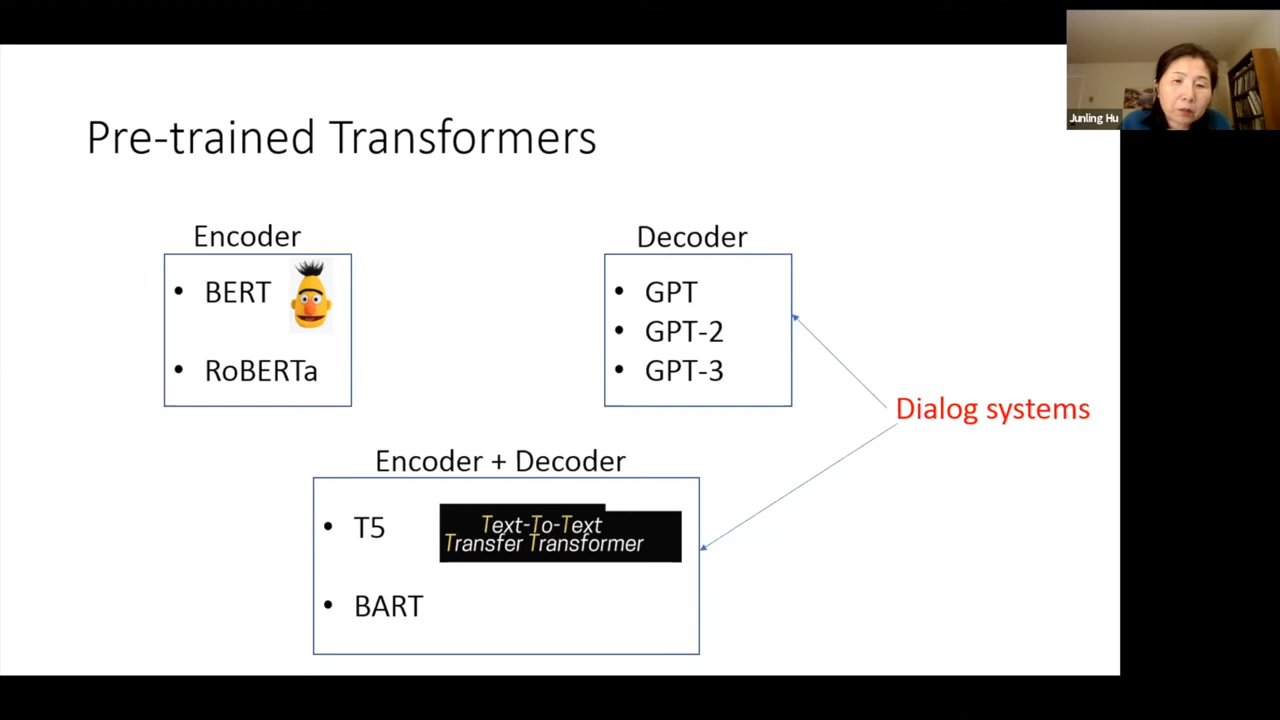 Junling Hu
Pre-trained Transformers
Encoder
• BERT
• RoBERTa
Decoder
• GPT
• GPT-2
• GPT-3
Dialog systems
Encoder + Decoder
• T5
Text-To-Text
Transfer Transformer
• BART